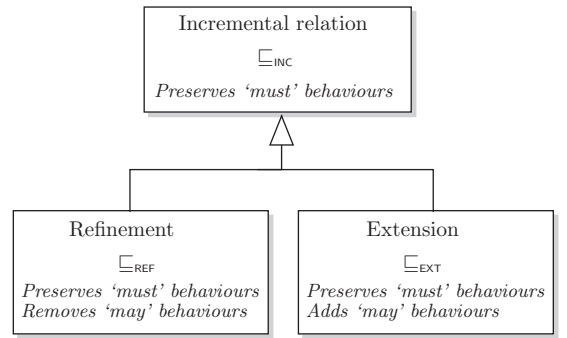 Incremental relation
⊑INC
Preserves ‘must’ behaviours
Refinement
⊑REF
Preserves ‘must’ behaviours
Removes ‘may’ behaviours
Extension
⊑EXT
Preserves ‘must’ behaviours
Adds ‘may’ behaviours